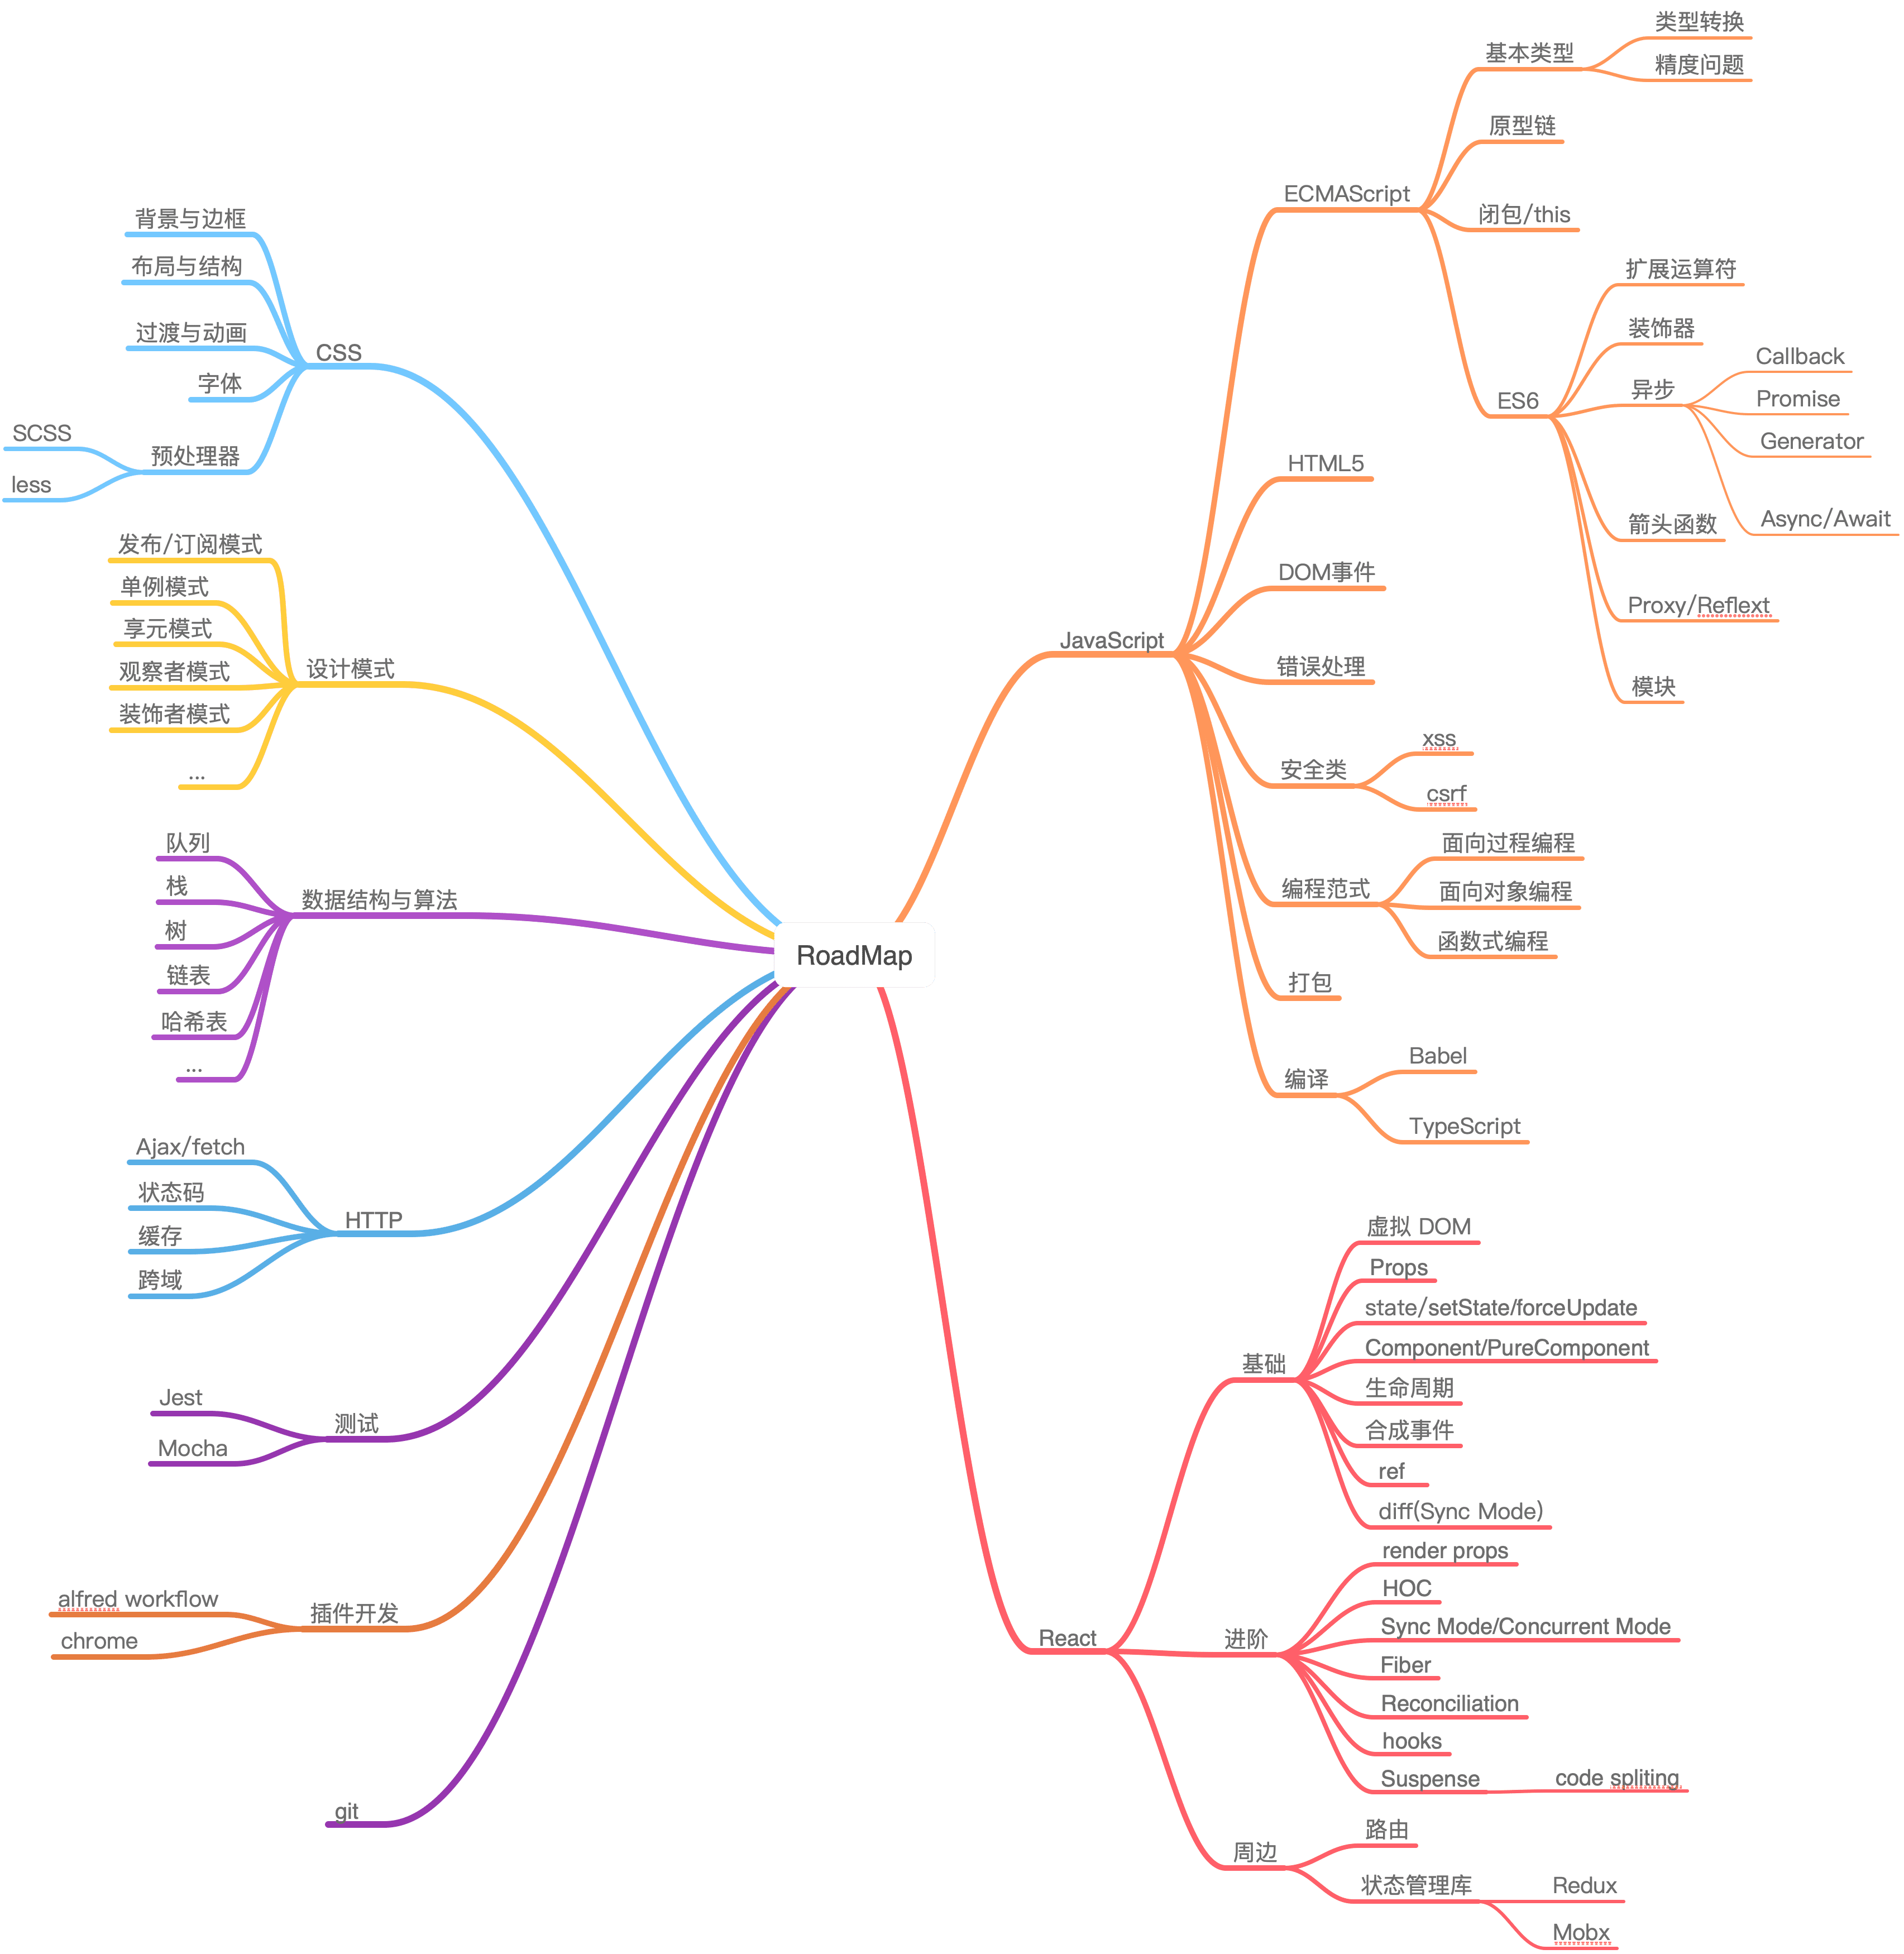 RoadMap
JavaScript
ECMAScript
基本类型
类型转换
精度问题
原型链
闭包/this
ES6
扩展运算符
装饰器
异步
Callback
Promise
Generator
Async/Await
箭头函数
Proxy/Reflext
模块
HTML5
DOM事件
错误处理
安全类
xss
csrf
编程范式
面向过程编程
面向对象编程
函数式编程
打包
编译
Babel
TypeScript
React
基础
虚拟 DOM
Props
state/setState/forceUpdate
Component/PureComponent
生命周期
合成事件
ref
diff(Sync Mode)
进阶
render props
HOC
Sync Mode/Concurrent Mode
Fiber
Reconciliation
hooks
Suspense
code spliting
周边
路由
状态管理库
Redux
Mobx
CSS
背景与边框
布局与结构
过渡与动画
字体
预处理器
SCSS
less
设计模式
发布/订阅模式
单例模式
享元模式
观察者模式
装饰者模式
...
数据结构与算法
队列
栈
树
链表
哈希表
...
HTTP
Ajax/fetch
状态码
缓存
跨域
测试
Jest
Mocha
插件开发
alfred workflow
chrome
git